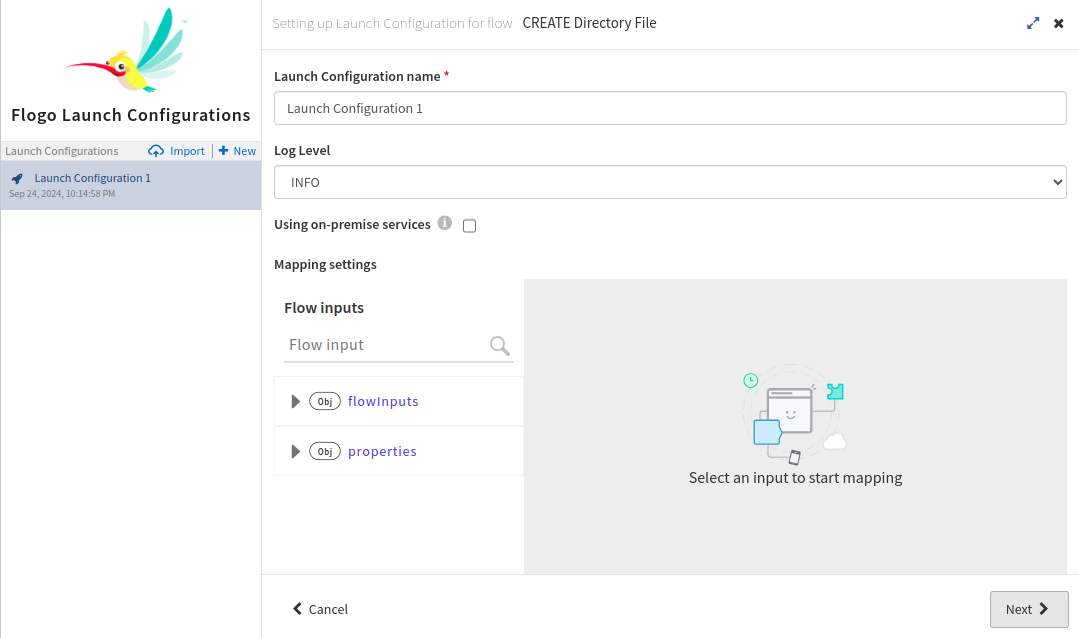 Flogo Launch Configurations
Launch Configurations Import New
Launch Configuration 1
Sep 24, 2024, 10:14:58 PM
Setting up Launch Configuration for flow CREATE Directory File
Launch Configuration name *
Launch Configuration 1
Log Level
INFO
Using on-premise services
Mapping settings
Flow inputs
Flow input
Obj flowInputs
Obj properties
Select an input to start mapping
Cancel
Next